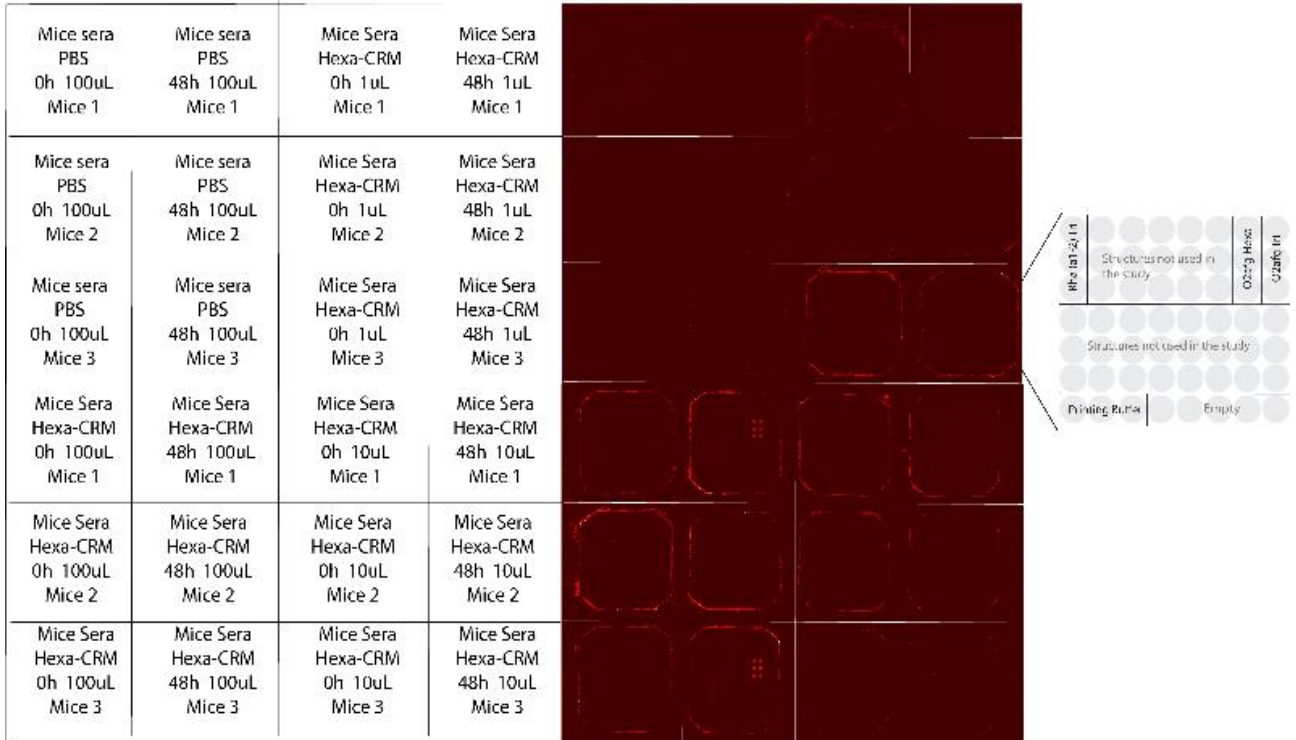 Mice sera
PBS
0h 100uL
Mice 1
Mice sera
PBS
48h 100uL
Mice 1
Mice Sera
Hexa-CRM
0h 1uL
Mice 1
Mice Sera
Hexa-CRM
48h 1uL
Mice 1
Mice sera
PBS
0h 100uL
Mice 2
Mice sera
PBS
48h 100uL
Mice 2
Mice Sera
Hexa-CRM
0h 1uL
Mice 2
Mice Sera
Hexa-CRM
48h 1uL
Mice 2
Mice sera
PBS
0h 100uL
Mice 3
Mice sera
PBS
48h 100uL
Mice 3
Mice Sera
Hexa-CRM
0h 1uL
Mice 3
Mice Sera
Hexa-CRM
48h 1uL
Mice 3
Mice Sera
Hexa-CRM
0h 100uL
Mice 1
Mice Sera
Hexa-CRM
48h 100uL
Mice 1
Mice Sera
Hexa-CRM
0h 10uL
Mice 1
Mice Sera
Hexa-CRM
48h 10uL
Mice 1
Mice Sera
Hexa-CRM
0h 100uL
Mice 2
Mice Sera
Hexa-CRM
48h 100uL
Mice 2
Mice Sera
Hexa-CRM
0h 10uL
Mice 2
Mice Sera
Hexa-CRM
48h 10uL
Mice 2
Mice Sera
Hexa-CRM
0h 100uL
Mice 3
Mice Sera
Hexa-CRM
48h 100uL
Mice 3
Mice Sera
Hexa-CRM
0h 10uL
Mice 3
Mice Sera
Hexa-CRM
48h 10uL
Mice 3
Structures not used in
the study
O2afg Hexa
O2afg Tri
Structures not used in the study
Printing Buffer
Empty